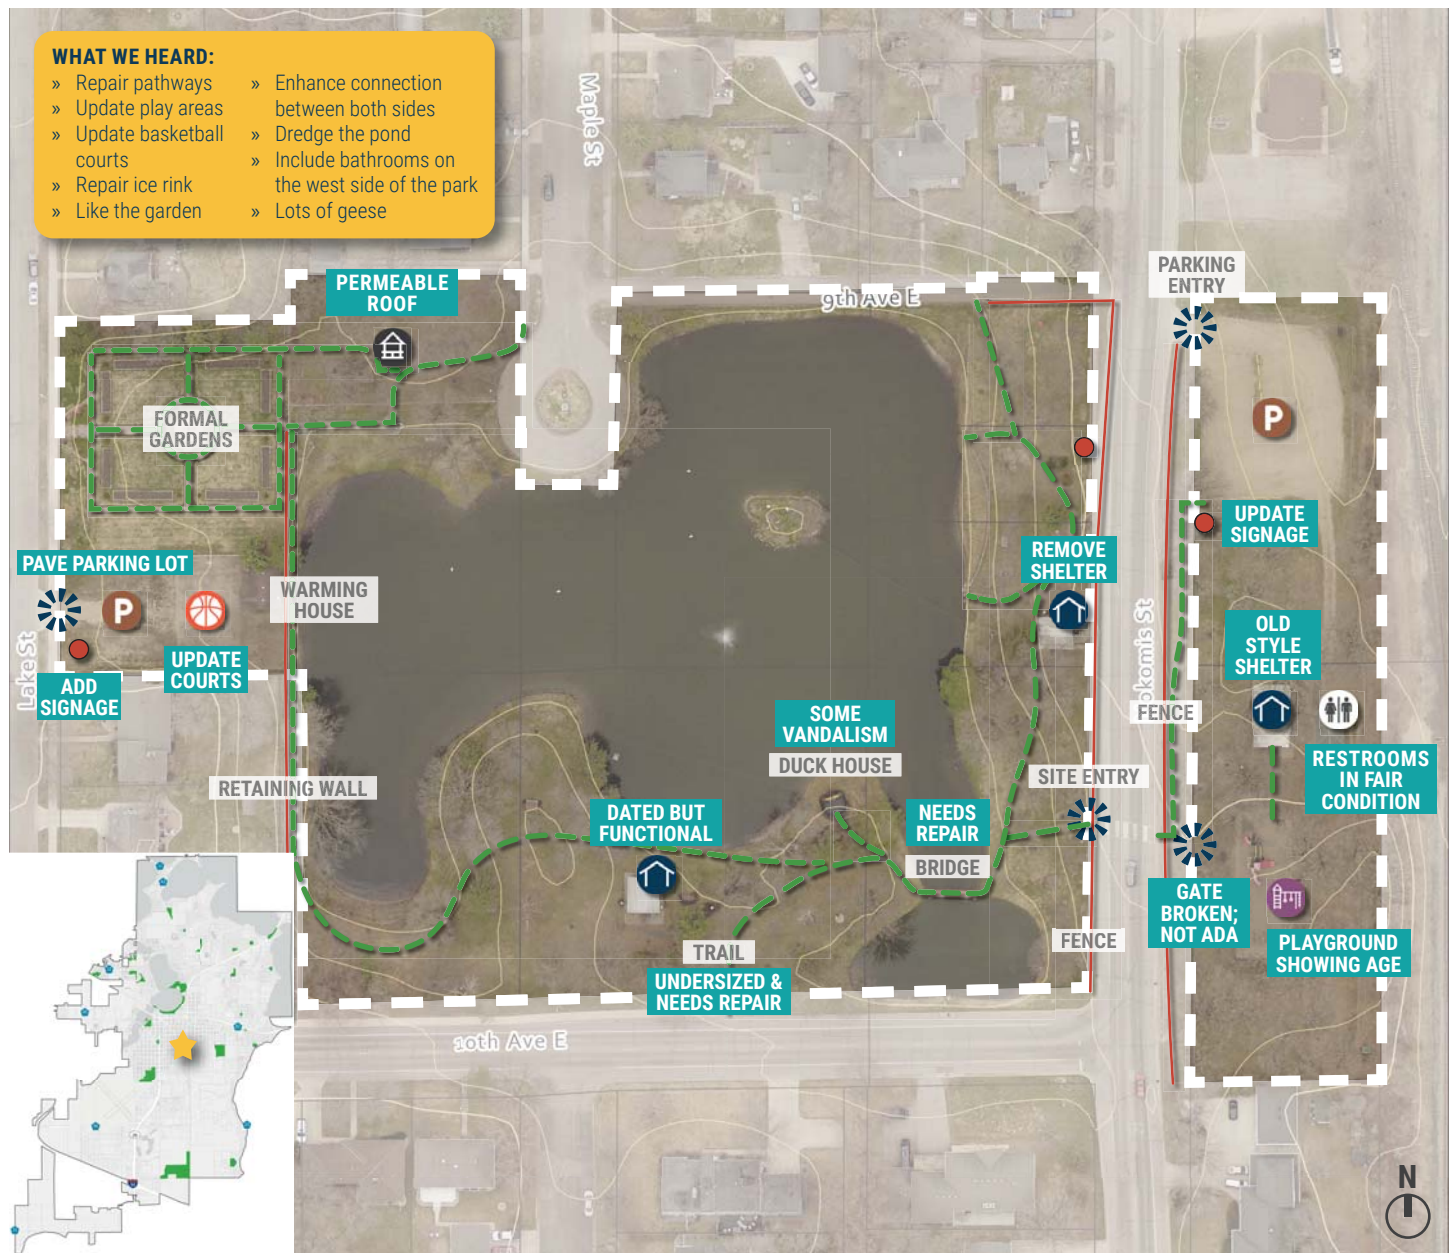 WHAT WE HEARD:
» Repair pathways
» Update play areas
» Update basketball
courts
» Repair ice rink
» Like the garden
» Enhance connection
between both sides
» Dredge the pond
» Include bathrooms on
the west side of the park
» Lots of geese
Maple St
PERMEABLE
ROOF
9th Ave E
PARKING
ENTRY
P
FORMAL
GARDENS
UPDATE
SIGNAGE
REMOVE
SHELTER
PAVE PARKING LOT
P
WARMING
HOUSE
Lake St
UPDATE
COURTS
ADD
SIGNAGE
OLD
STYLE
SHELTER
okomis St
FENCE
SOME
VANDALISM
DUCK HOUSE
SITE ENTRY
RESTROOMS
IN FAIR
CONDITION
RETAINING WALL
DATED BUT
FUNCTIONAL
NEEDS
REPAIR
BRIDGE
GATE
BROKEN;
NOT ADA
PLAYGROUND
SHOWING AGE
TRAIL
UNDERSIZED &
NEEDS REPAIR
FENCE
10th Ave E
N